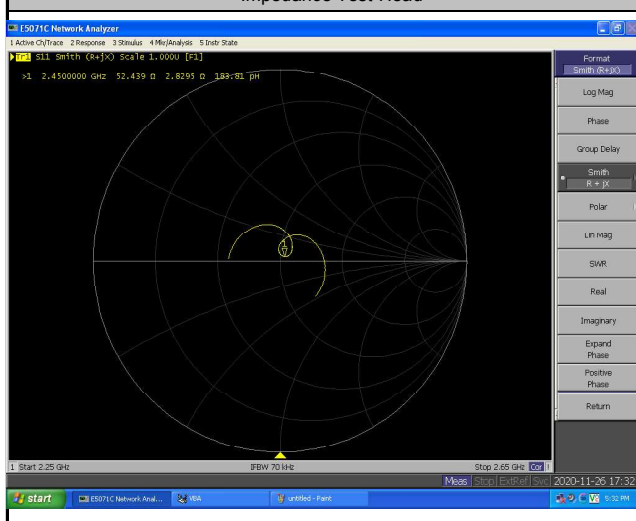 Impedance Test Head
E5071C Network Analyzer
1 Active Ch/Trace 2 Response 3 Stimulus 4 Mkr/Analysis 5 Instr State
Tr1 S11 Smith (R+jX) Scale 1.000U [F1]
>1 2.4500000 GHz 52.439 Ω 2.8295 Ω 183.81 pH
1
Format
Smith (R+jX)
Log Mag
Phase
Group Delay
Smith
R + jX
Polar
Lin Mag
SWR
Real
Imaginary
Expand
Phase
Positive
Phase
Return
1 Start 2.25 GHz IFBW 70 kHz Stop 2.65 GHz Cor !
Meas Stop ExtRef Svc 2020-11-26 17:32
start E5071C Network Anal... VBA untitled - Paint 5:32 PM